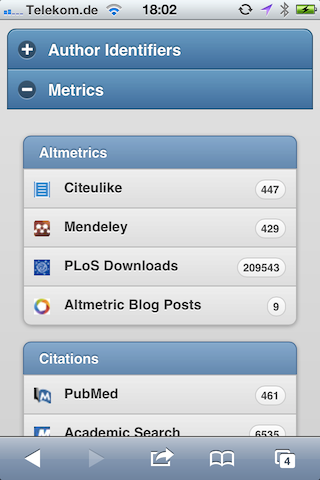 Telekom.de 18:02
Author Identifiers
Metrics
Altmetrics
Citeulike 447
Mendeley 429
PLoS Downloads 209543
Altmetric Blog Posts 9
Citations
PubMed 461
Academic Search 6535
4